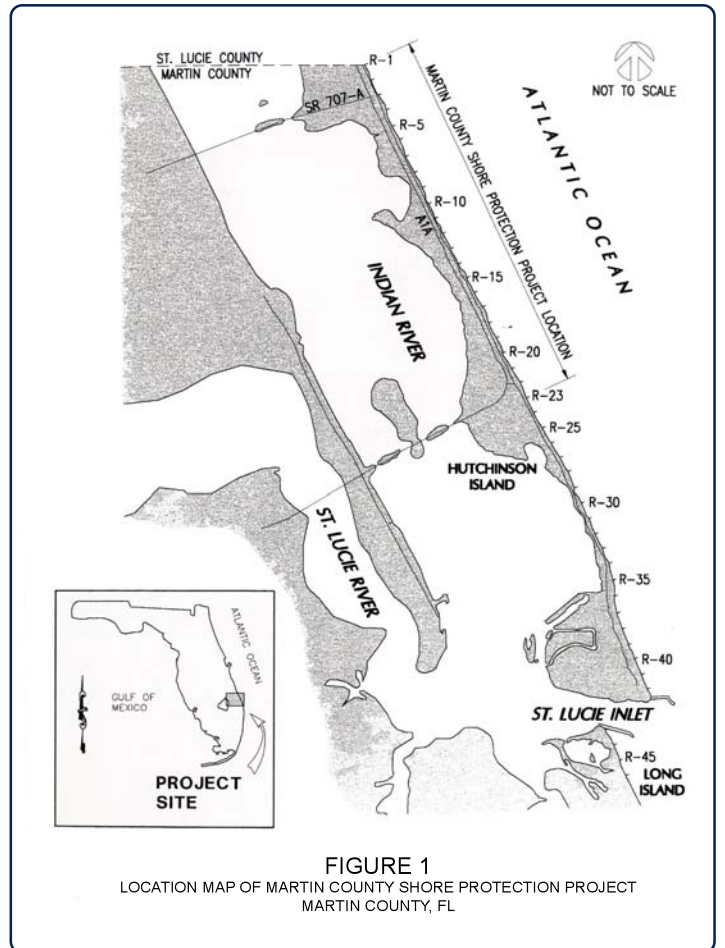 ST. LUCIE COUNTY
MARTIN COUNTY
R-1
NOT TO SCALE
SR 707-A
R-5
MARTIN COUNTY SHORE PROTECTION PROJECT LOCATION
ATLANTIC OCEAN
R-10
A1A
INDIAN RIVER
R-15
R-20
R-23
R-25
HUTCHINSON
ISLAND
R-30
ST. LUCIE RIVER
R-35
R-40
ST. LUCIE INLET
R-45
LONG
ISLAND
ATLANTIC OCEAN
GULF OF
MEXICO
PROJECT
SITE
FIGURE 1
LOCATION MAP OF MARTIN COUNTY SHORE PROTECTION PROJECT
MARTIN COUNTY, FL